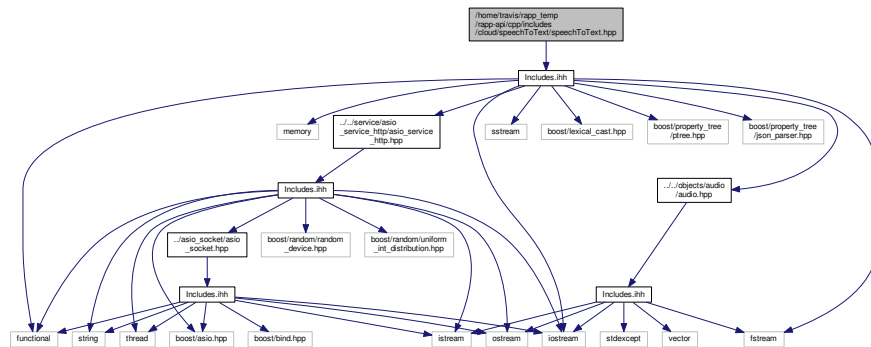 /home/travis/rapp_temp
/rapp-api/cpp/includes
/cloud/speechToText/speechToText.hpp
Includes.ihh
memory
../../service/asio
_service_http/asio_service
_http.hpp
sstream
boost/lexical_cast.hpp
boost/property_tree
/ptree.hpp
boost/property_tree
/json_parser.hpp
Includes.ihh
../../objects/audio
/audio.hpp
../asio_socket/asio
_socket.hpp
boost/random/random
_device.hpp
boost/random/uniform
_int_distribution.hpp
Includes.ihh
Includes.ihh
functional
string
thread
boost/asio.hpp
boost/bind.hpp
istream
ostream
iostream
stdexcept
vector
fstream